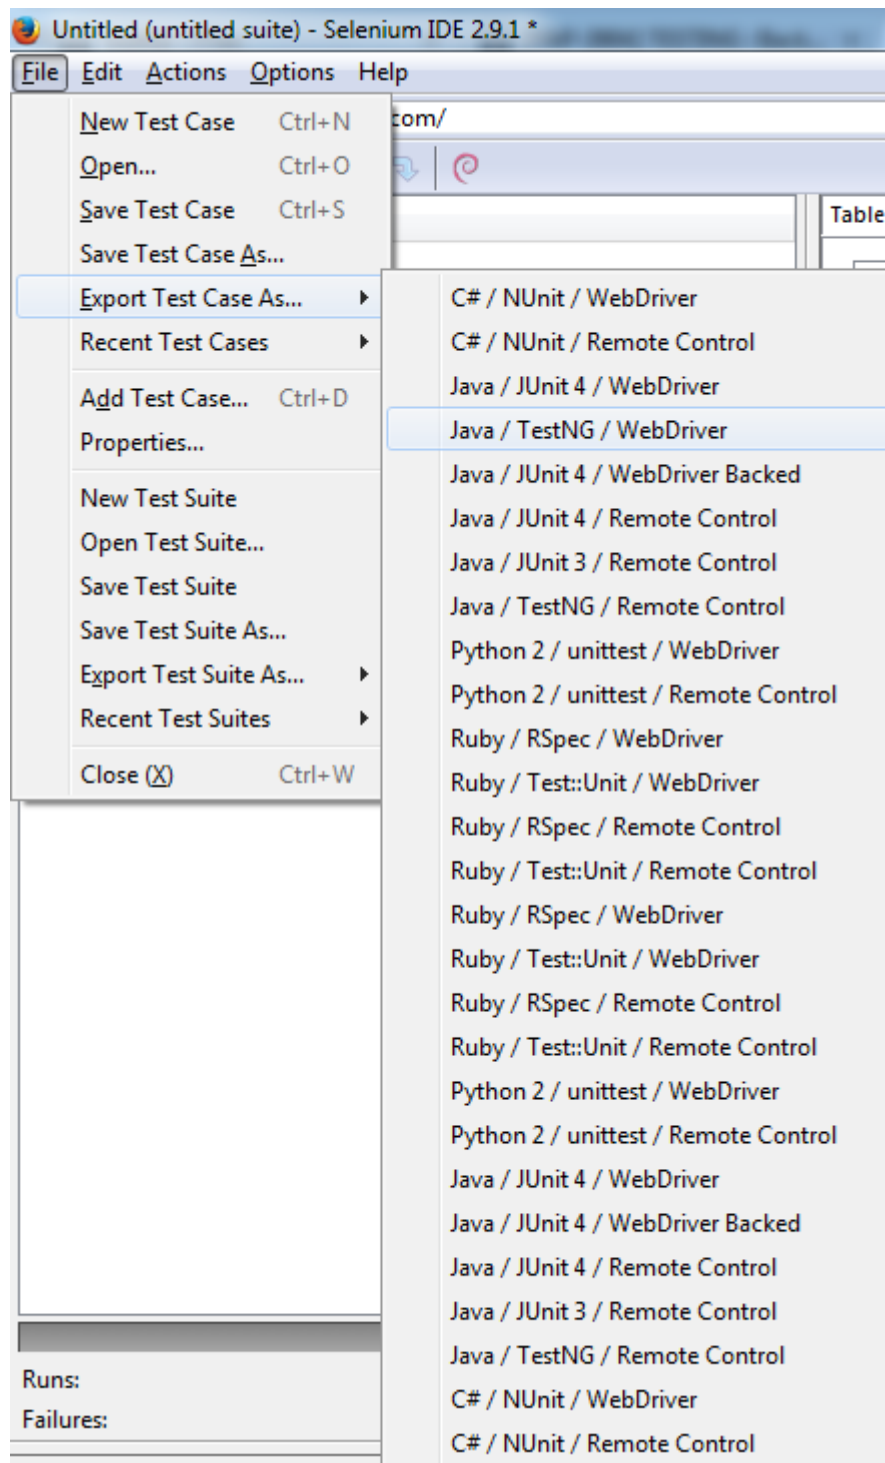 Untitled (untitled suite) - Selenium IDE 2.9.1 *
File Edit Actions Options Help
com/
New Test Case Ctrl+N
Open... Ctrl+O
Save Test Case Ctrl+S
Table
Save Test Case As...
Export Test Case As...
Recent Test Cases
Add Test Case... Ctrl+D
Properties...
New Test Suite
Open Test Suite...
Save Test Suite
Save Test Suite As...
Export Test Suite As...
Recent Test Suites
Close (X) Ctrl+W
C# / NUnit / WebDriver
C# / NUnit / Remote Control
Java / JUnit 4 / WebDriver
Java / TestNG / WebDriver
Java / JUnit 4 / WebDriver Backed
Java / JUnit 4 / Remote Control
Java / JUnit 3 / Remote Control
Java / TestNG / Remote Control
Python 2 / unittest / WebDriver
Python 2 / unittest / Remote Control
Ruby / RSpec / WebDriver
Ruby / Test::Unit / WebDriver
Ruby / RSpec / Remote Control
Ruby / Test::Unit / Remote Control
Ruby / RSpec / WebDriver
Ruby / Test::Unit / WebDriver
Ruby / RSpec / Remote Control
Ruby / Test::Unit / Remote Control
Python 2 / unittest / WebDriver
Python 2 / unittest / Remote Control
Java / JUnit 4 / WebDriver
Java / JUnit 4 / WebDriver Backed
Java / JUnit 4 / Remote Control
Java / JUnit 3 / Remote Control
Java / TestNG / Remote Control
C# / NUnit / WebDriver
C# / NUnit / Remote Control
Runs:
Failures: